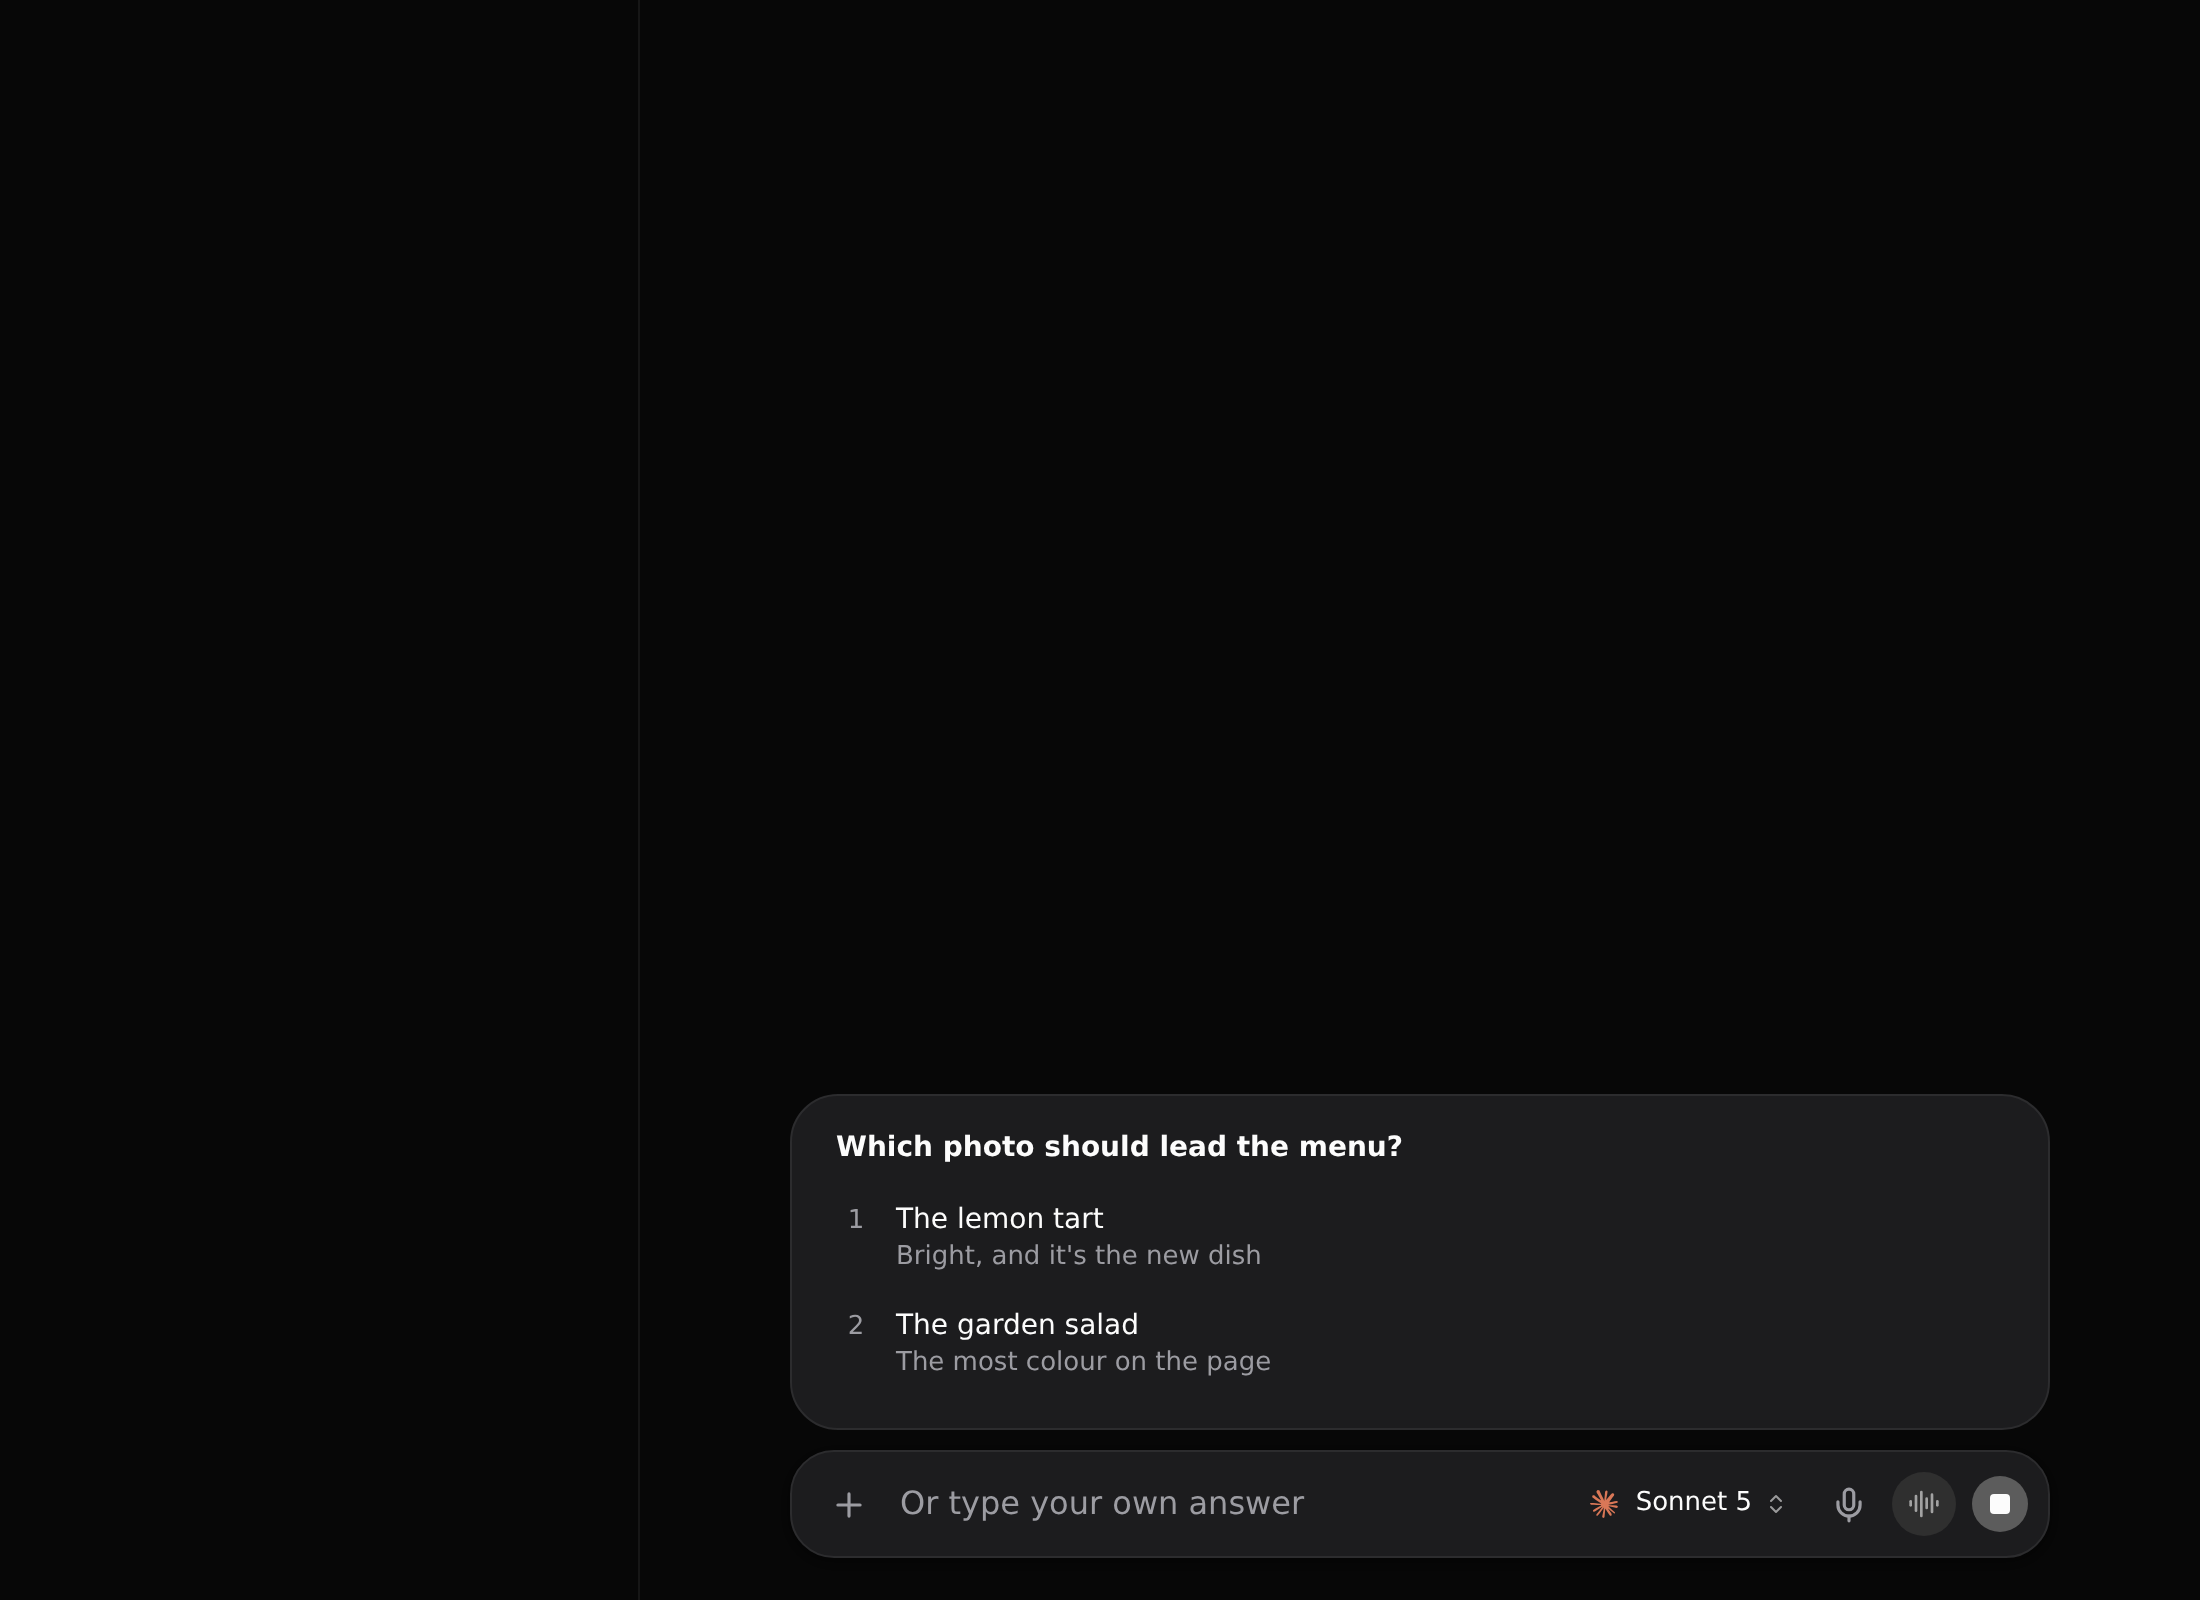 Which photo should lead the menu?
1 The lemon tart
Bright, and it's the new dish
2 The garden salad
The most colour on the page
Or type your own answer
Sonnet 5